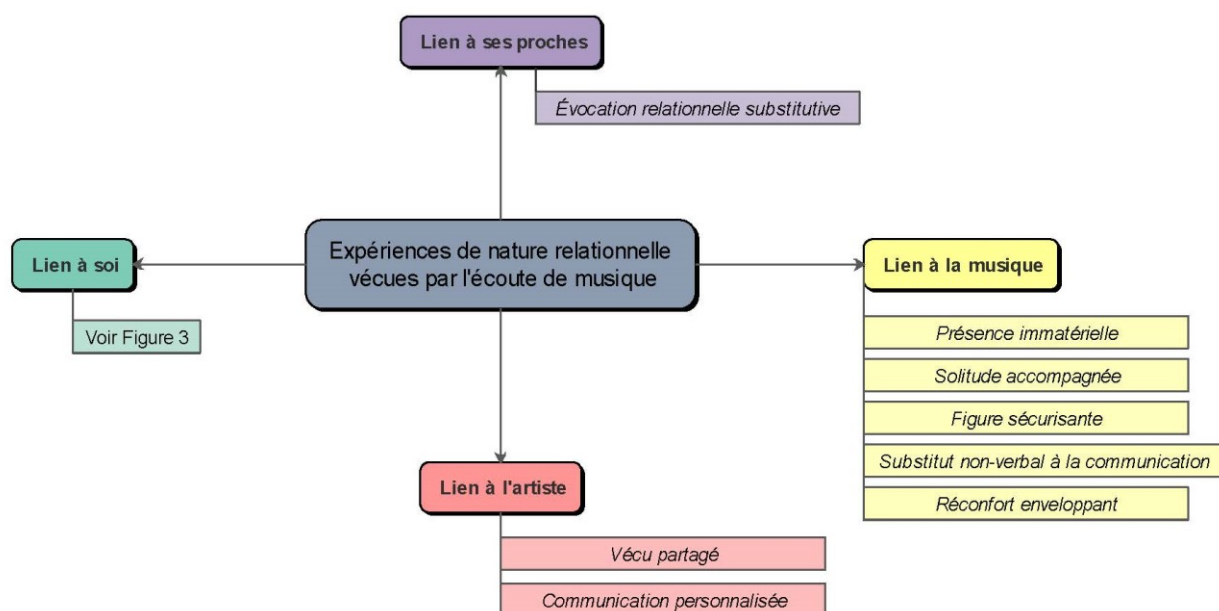 Lien à ses proches
Évocation relationnelle substitutive
Expériences de nature relationnelle
vécues par l'écoute de musique
Lien à soi
Voir Figure 3
Lien à la musique
Présence immatérielle
Solitude accompagnée
Figure sécurisante
Substitut non-verbal à la communication
Réconfort enveloppant
Lien à l'artiste
Vécu partagé
Communication personnalisée